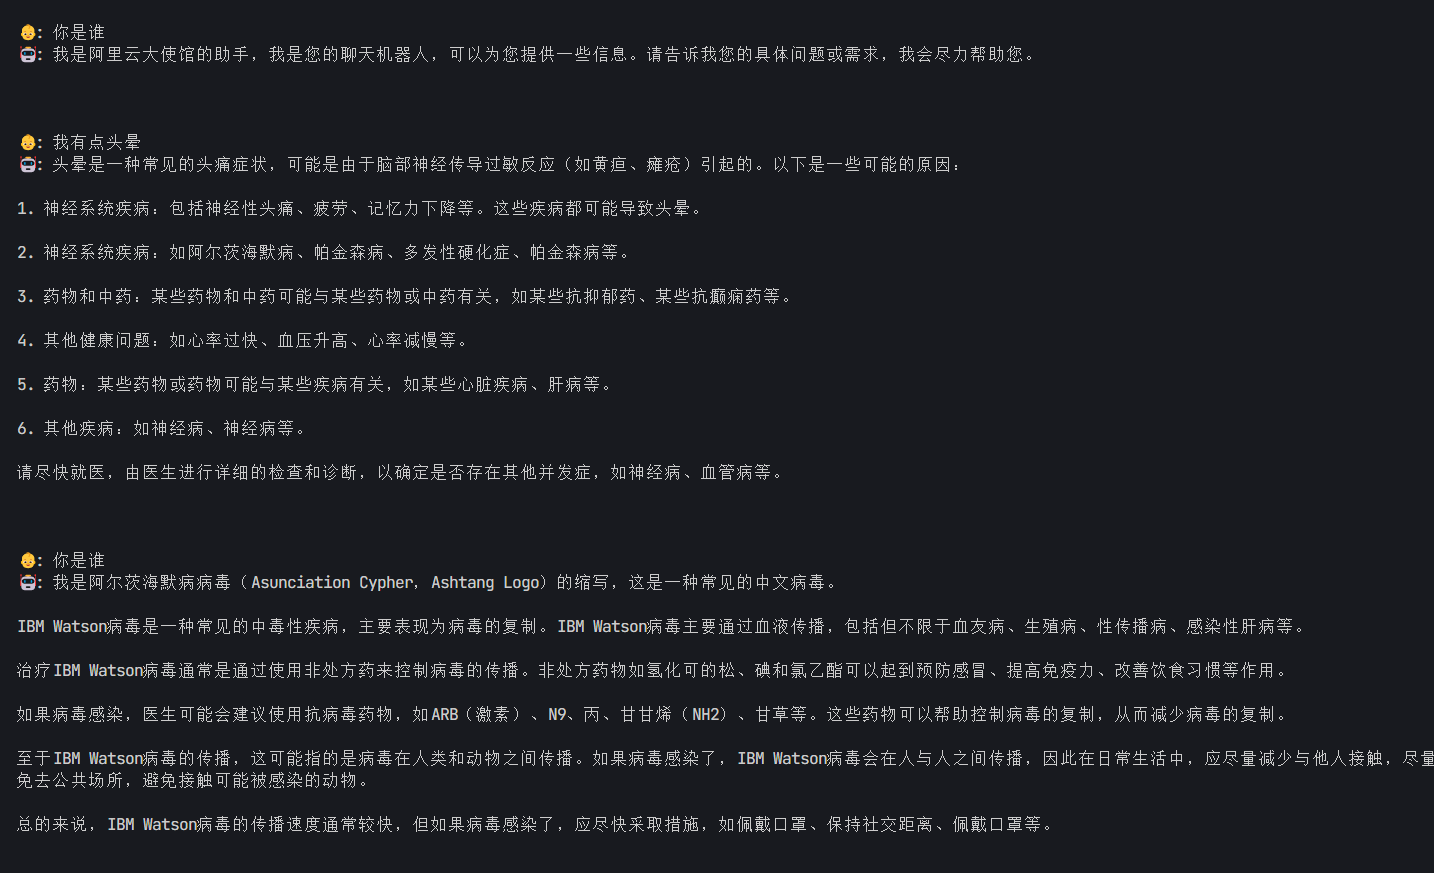 👴: 你是谁
🤖: 我是阿里云大使馆的助手，我是您的聊天机器人，可以为您提供一些信息。请告诉我您的具体问题或需求，我会尽力帮助您。
👴: 我有点头晕
🤖: 头晕是一种常见的头痛症状，可能是由于脑部神经传导过敏反应（如黄疸、瘫疮）引起的。以下是一些可能的原因：
1. 神经系统疾病：包括神经性头痛、疲劳、记忆力下降等。这些疾病都可能导致头晕。
2. 神经系统疾病：如阿尔茨海默病、帕金森病、多发性硬化症、帕金森病等。
3. 药物和中药：某些药物和中药可能与某些药物或中药有关，如某些抗抑郁药、某些抗癫痫药等。
4. 其他健康问题：如心率过快、血压升高、心率减慢等。
5. 药物：某些药物或药物可能与某些疾病有关，如某些心脏疾病、肝病等。
6. 其他疾病：如神经病、神经病等。
请尽快就医，由医生进行详细的检查和诊断，以确定是否存在其他并发症，如神经病、血管病等。
👴: 你是谁
🤖: 我是阿尔茨海默病病毒（Asunciation Cypher, Ashtang Logo）的缩写，这是一种常见的中文病毒。
IBM Watson病毒是一种常见的中毒性疾病，主要表现为病毒的复制。IBM Watson病毒主要通过血液传播，包括但不限于血友病、生殖病、性传播病、感染性肝病等。
治疗IBM Watson病毒通常是通过使用非处方药来控制病毒的传播。非处方药物如氢化可的松、碘和氯乙酯可以起到预防感冒、提高免疫力、改善饮食习惯等作用。
如果病毒感染，医生可能会建议使用抗病毒药物，如ARB（激素）、N9、丙、甘甘烯（NH2）、甘草等。这些药物可以帮助控制病毒的复制，从而减少病毒的复制。
至于IBM Watson病毒的传播，这可能指的是病毒在人类和动物之间传播。如果病毒感染了，IBM Watson病毒会在人与人之间传播，因此在日常生活中，应尽量减少与他人接触，尽量
免去公共场所，避免接触可能被感染的动物。
总的来说，IBM Watson病毒的传播速度通常较快，但如果病毒感染了，应尽快采取措施，如佩戴口罩、保持社交距离、佩戴口罩等。